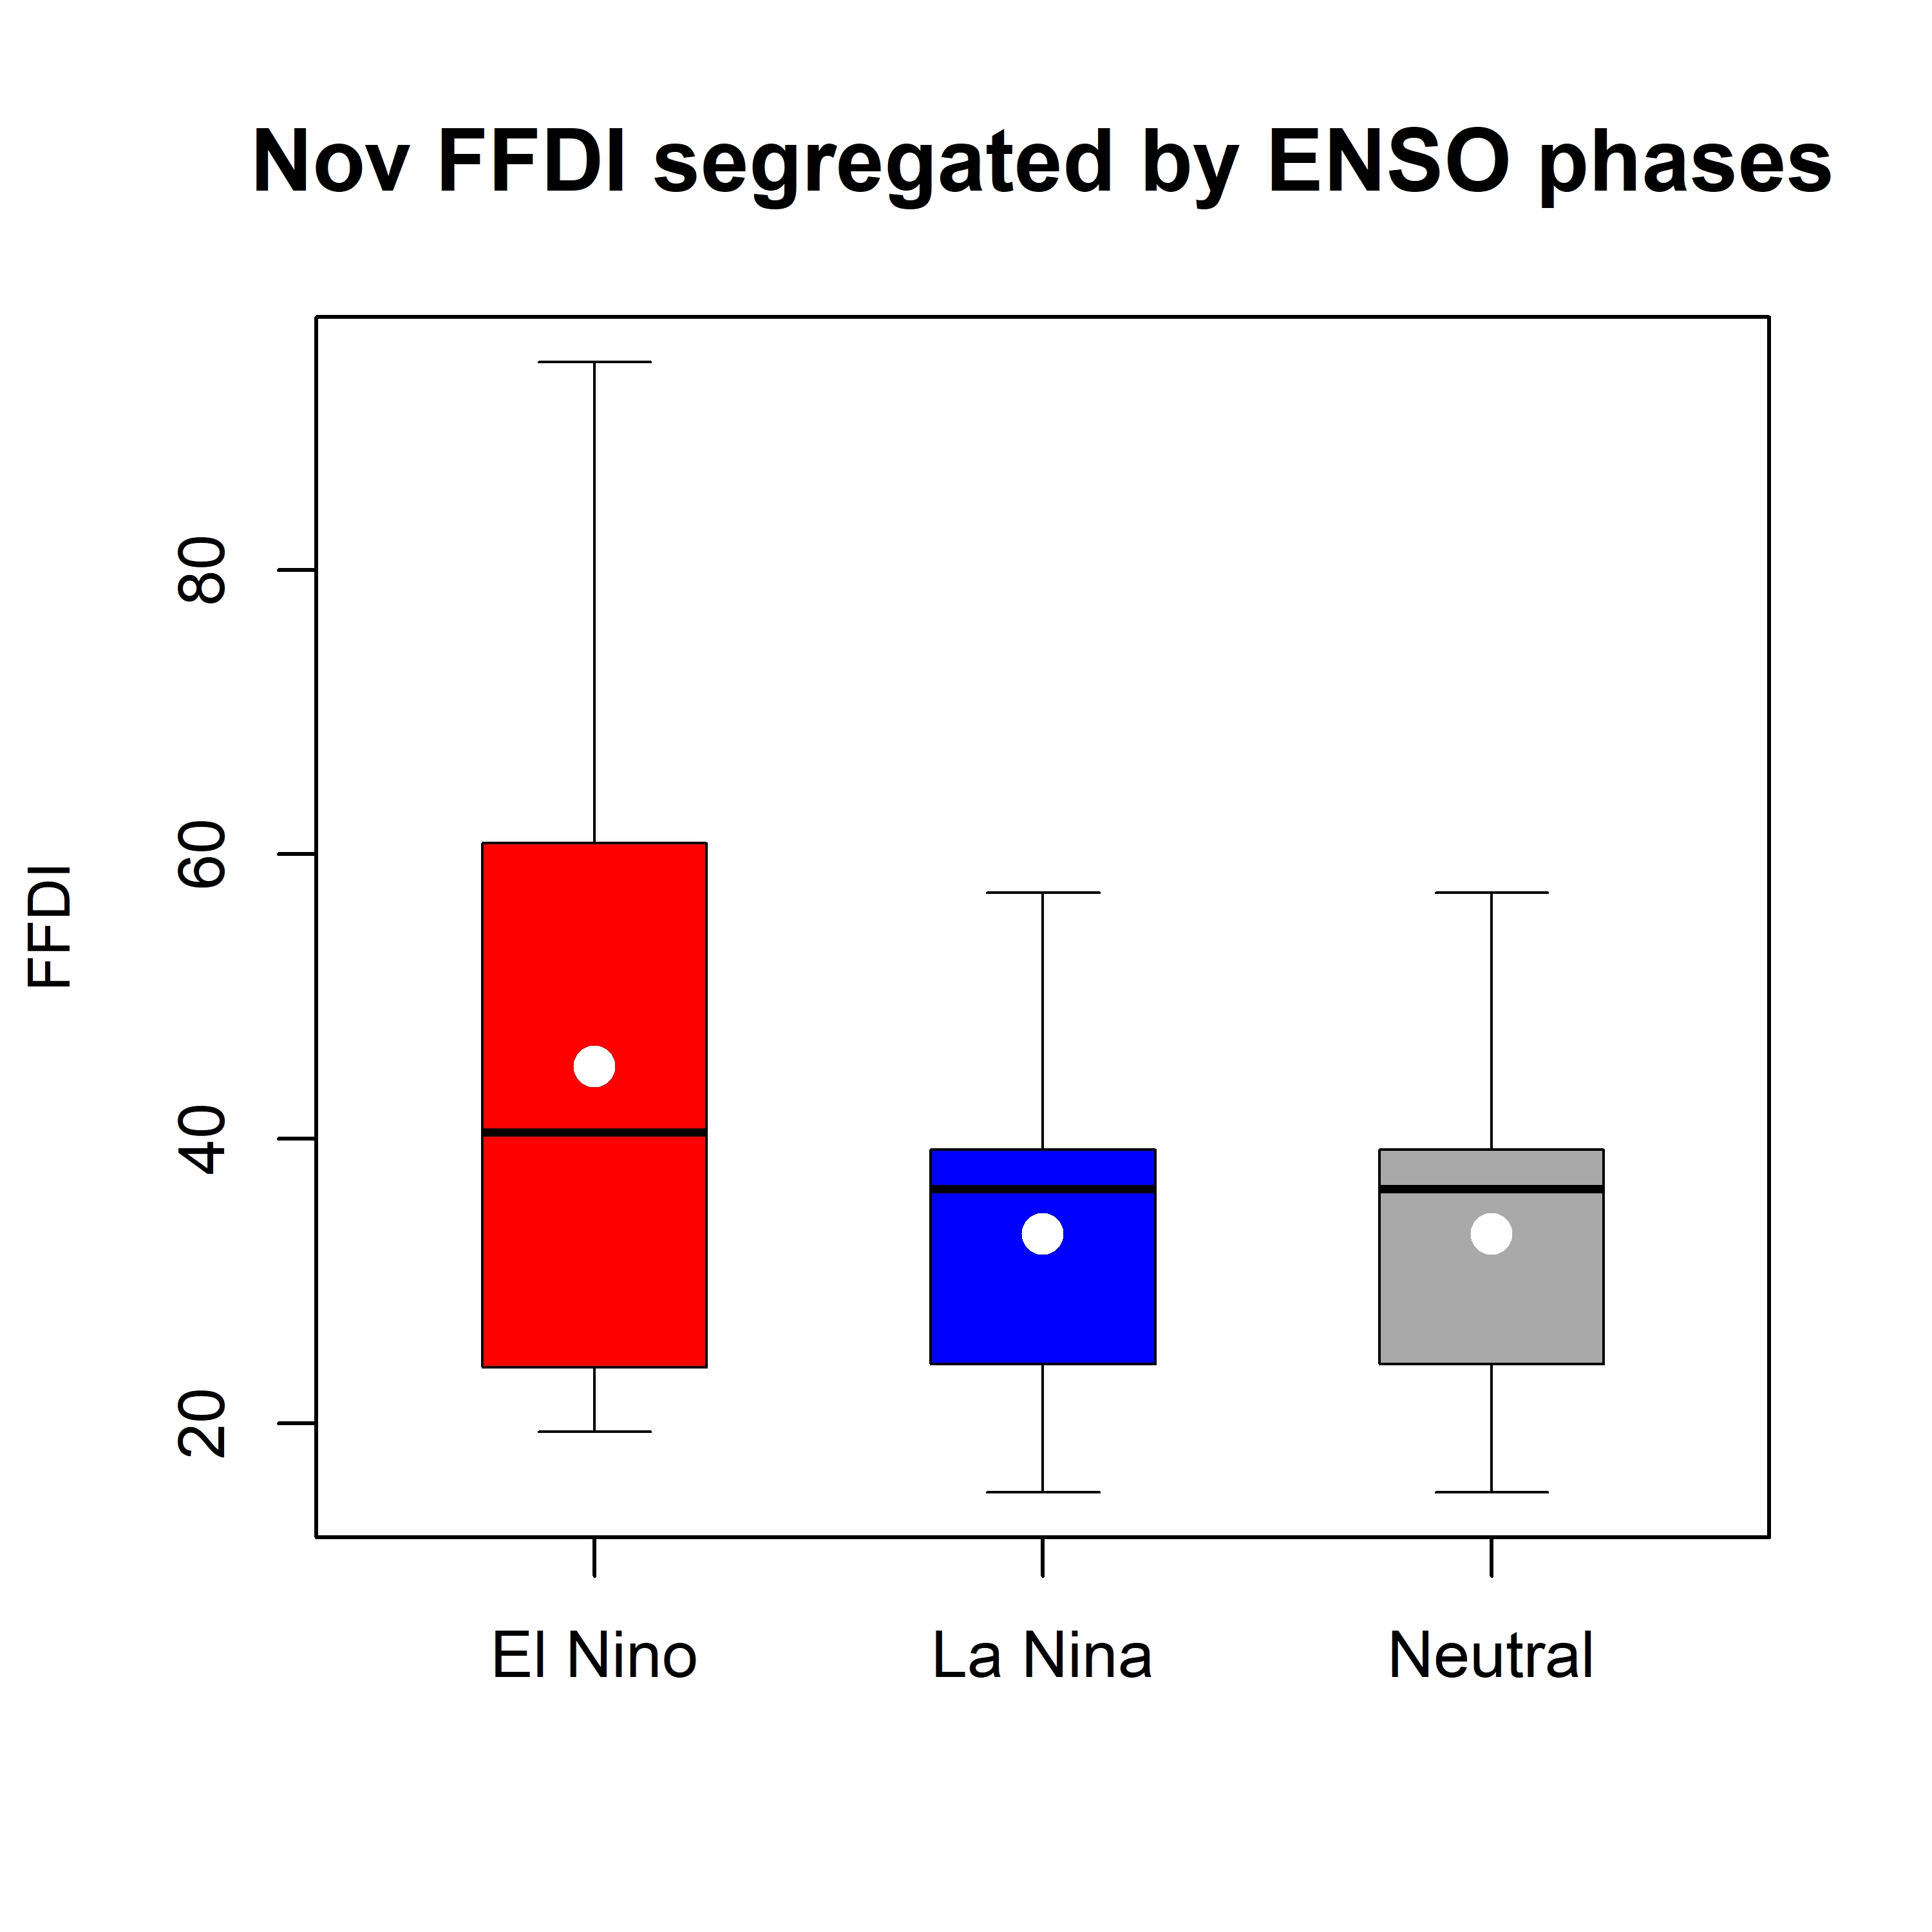 Nov FFDI segregated by ENSO phases
FFDI
80
60
40
20
El Nino
La Nina
Neutral